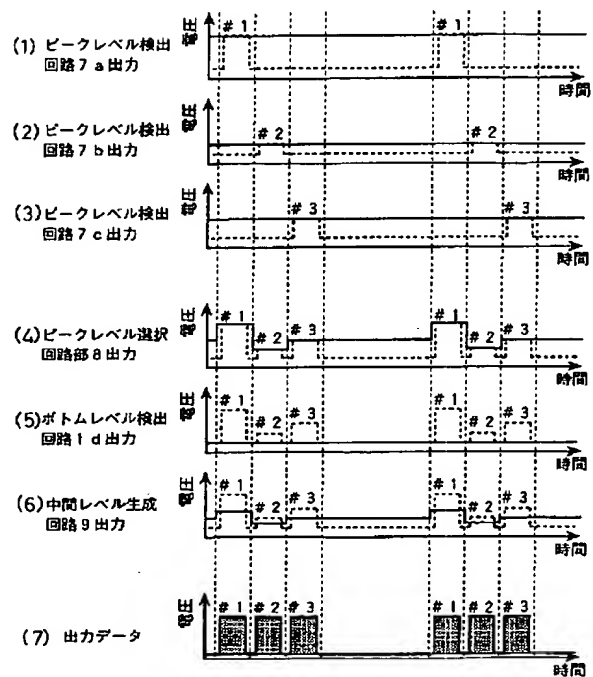 (1) ピークレベル検出
回路7a出力
電圧
#1
#1
時間
(2) ピークレベル検出
回路7b出力
電圧
#2
#2
時間
(3) ピークレベル検出
回路7c出力
電圧
#3
#3
時間
(4) ピークレベル選択
回路部8出力
電圧
#1
#2
#3
#1
#2
#3
時間
(5) ボトムレベル検出
回路1d出力
電圧
#1
#2
#3
#1
#2
#3
時間
(6) 中間レベル生成
回路9出力
電圧
#1
#2
#3
#1
#2
#3
時間
(7) 出力データ
電圧
#1 #2 #3
#1 #2 #3
時間